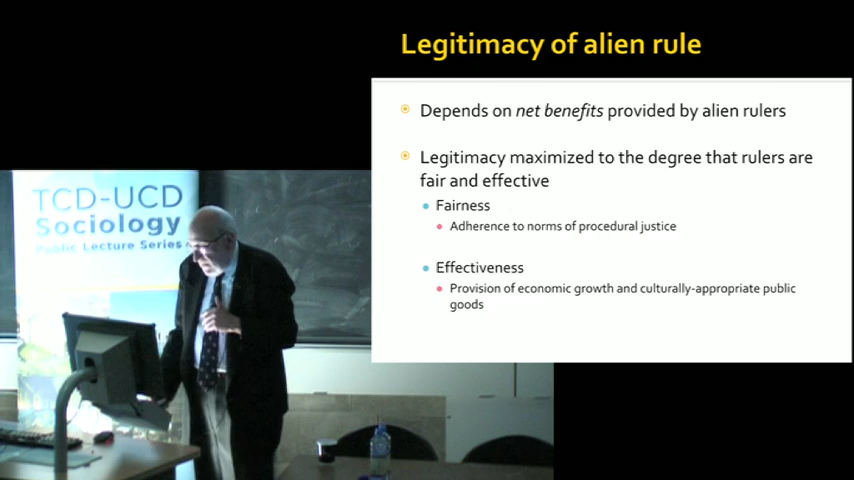 Legitimacy of alien rule
Depends on net benefits provided by alien rulers
Legitimacy maximized to the degree that rulers are
fair and effective
Fairness
Adherence to norms of procedural justice
Effectiveness
Provision of economic growth and culturally-appropriate public
goods
TCD-UCD
Sociology
Public Lecture Series